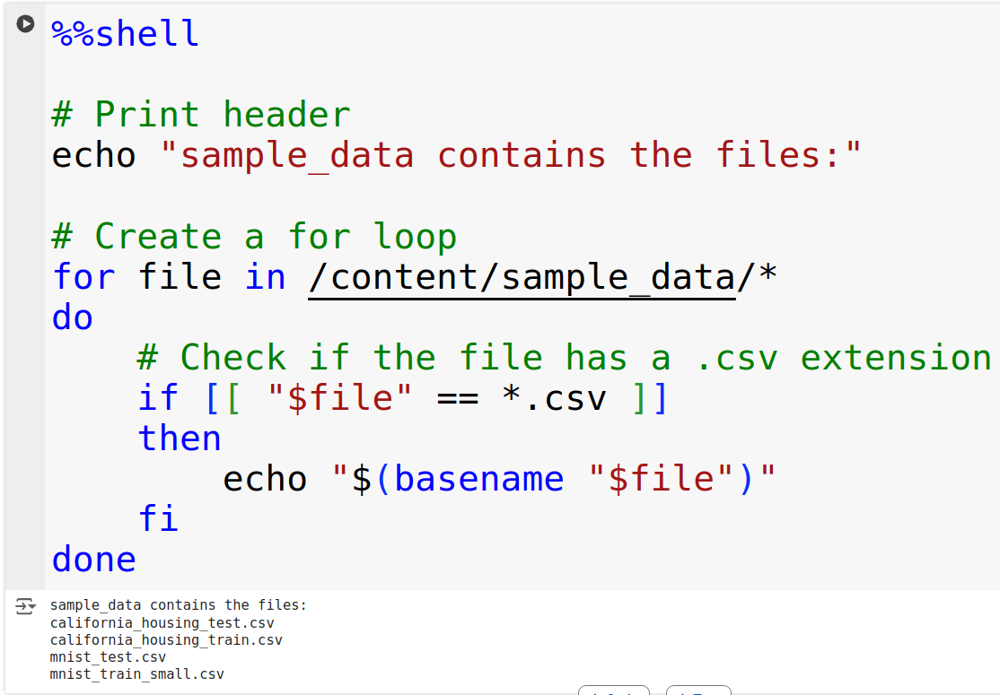 %%shell
# Print header
echo "sample_data contains the files:"
# Create a for loop
for file in /content/sample_data/*
do
    # Check if the file has a .csv extension
    if [[ "$file" == *.csv ]]
    then
        echo "$(basename "$file")"
    fi
done
sample_data contains the files:
california_housing_test.csv
california_housing_train.csv
mnist_test.csv
mnist_train_small.csv